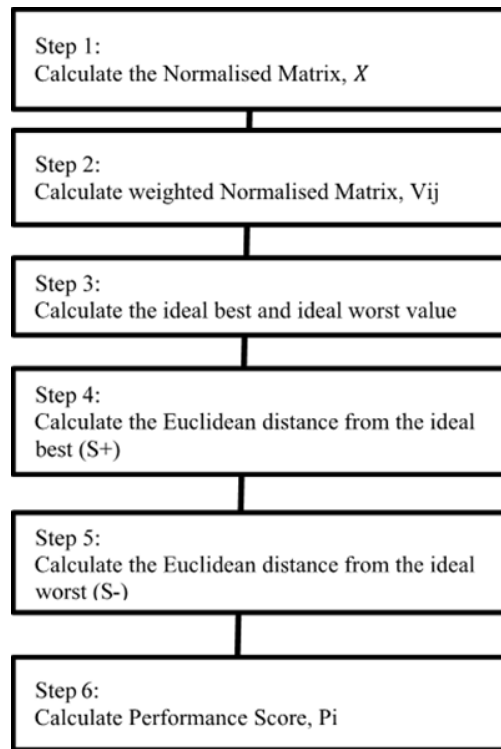 Step 1:
Calculate the Normalised Matrix, X
Step 2:
Calculate weighted Normalised Matrix, Vij
Step 3:
Calculate the ideal best and ideal worst value
Step 4:
Calculate the Euclidean distance from the ideal
best (S+)
Step 5:
Calculate the Euclidean distance from the ideal
worst (S-)
Step 6:
Calculate Performance Score, Pi